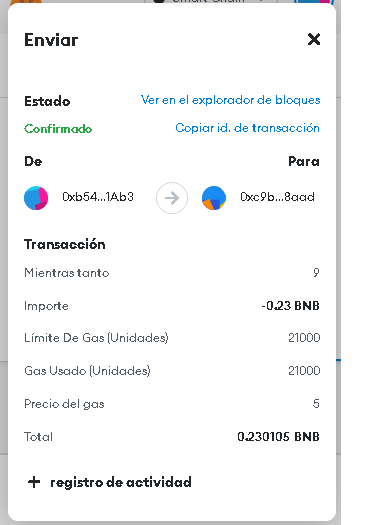 Enviar
Estado Ver en el explorador de bloques
Confirmado Copiar id. de transacción
De Para
0xb54...1Ab3 0xc9b...8aad
Transacción
Mientras tanto 9
Importe -0.23 BNB
Límite De Gas (Unidades) 21000
Gas Usado (Unidades) 21000
Precio del gas 5
Total 0.230105 BNB
+ registro de actividad